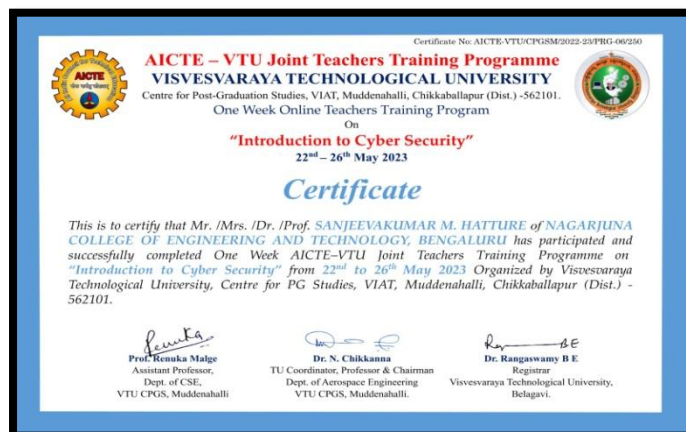 Certificate No: AICTE-VTU/CPGSM/2022-23/PRG-06/250
AICTE
AICTE – VTU Joint Teachers Training Programme
VISVESVARAYA TECHNOLOGICAL UNIVERSITY
Centre for Post-Graduation Studies, VIAT, Muddenahalli, Chikkaballapur (Dist.) -562101.
One Week Online Teachers Training Program
On
“Introduction to Cyber Security”
22nd – 26th May 2023
Certificate
This is to certify that Mr. /Mrs. /Dr. /Prof. SANJEEVAKUMAR M. HATTURE of NAGARJUNA
COLLEGE OF ENGINEERING AND TECHNOLOGY, BENGALURU has participated and
successfully completed One Week AICTE–VTU Joint Teachers Training Programme on
“Introduction to Cyber Security” from 22nd to 26th May 2023 Organized by Visvesvaraya
Technological University, Centre for PG Studies, VIAT, Muddenahalli, Chikkaballapur (Dist.) -
562101.
Renuka
Prof. Renuka Malge
Assistant Professor,
Dept. of CSE,
VTU CPGS, Muddenahalli
Dr. N. Chikkanna
TU Coordinator, Professor & Chairman
Dept. of Aerospace Engineering
VTU CPGS, Muddenahalli.
Dr. Rangaswamy B E
Registrar
Visvesvaraya Technological University,
Belagavi.